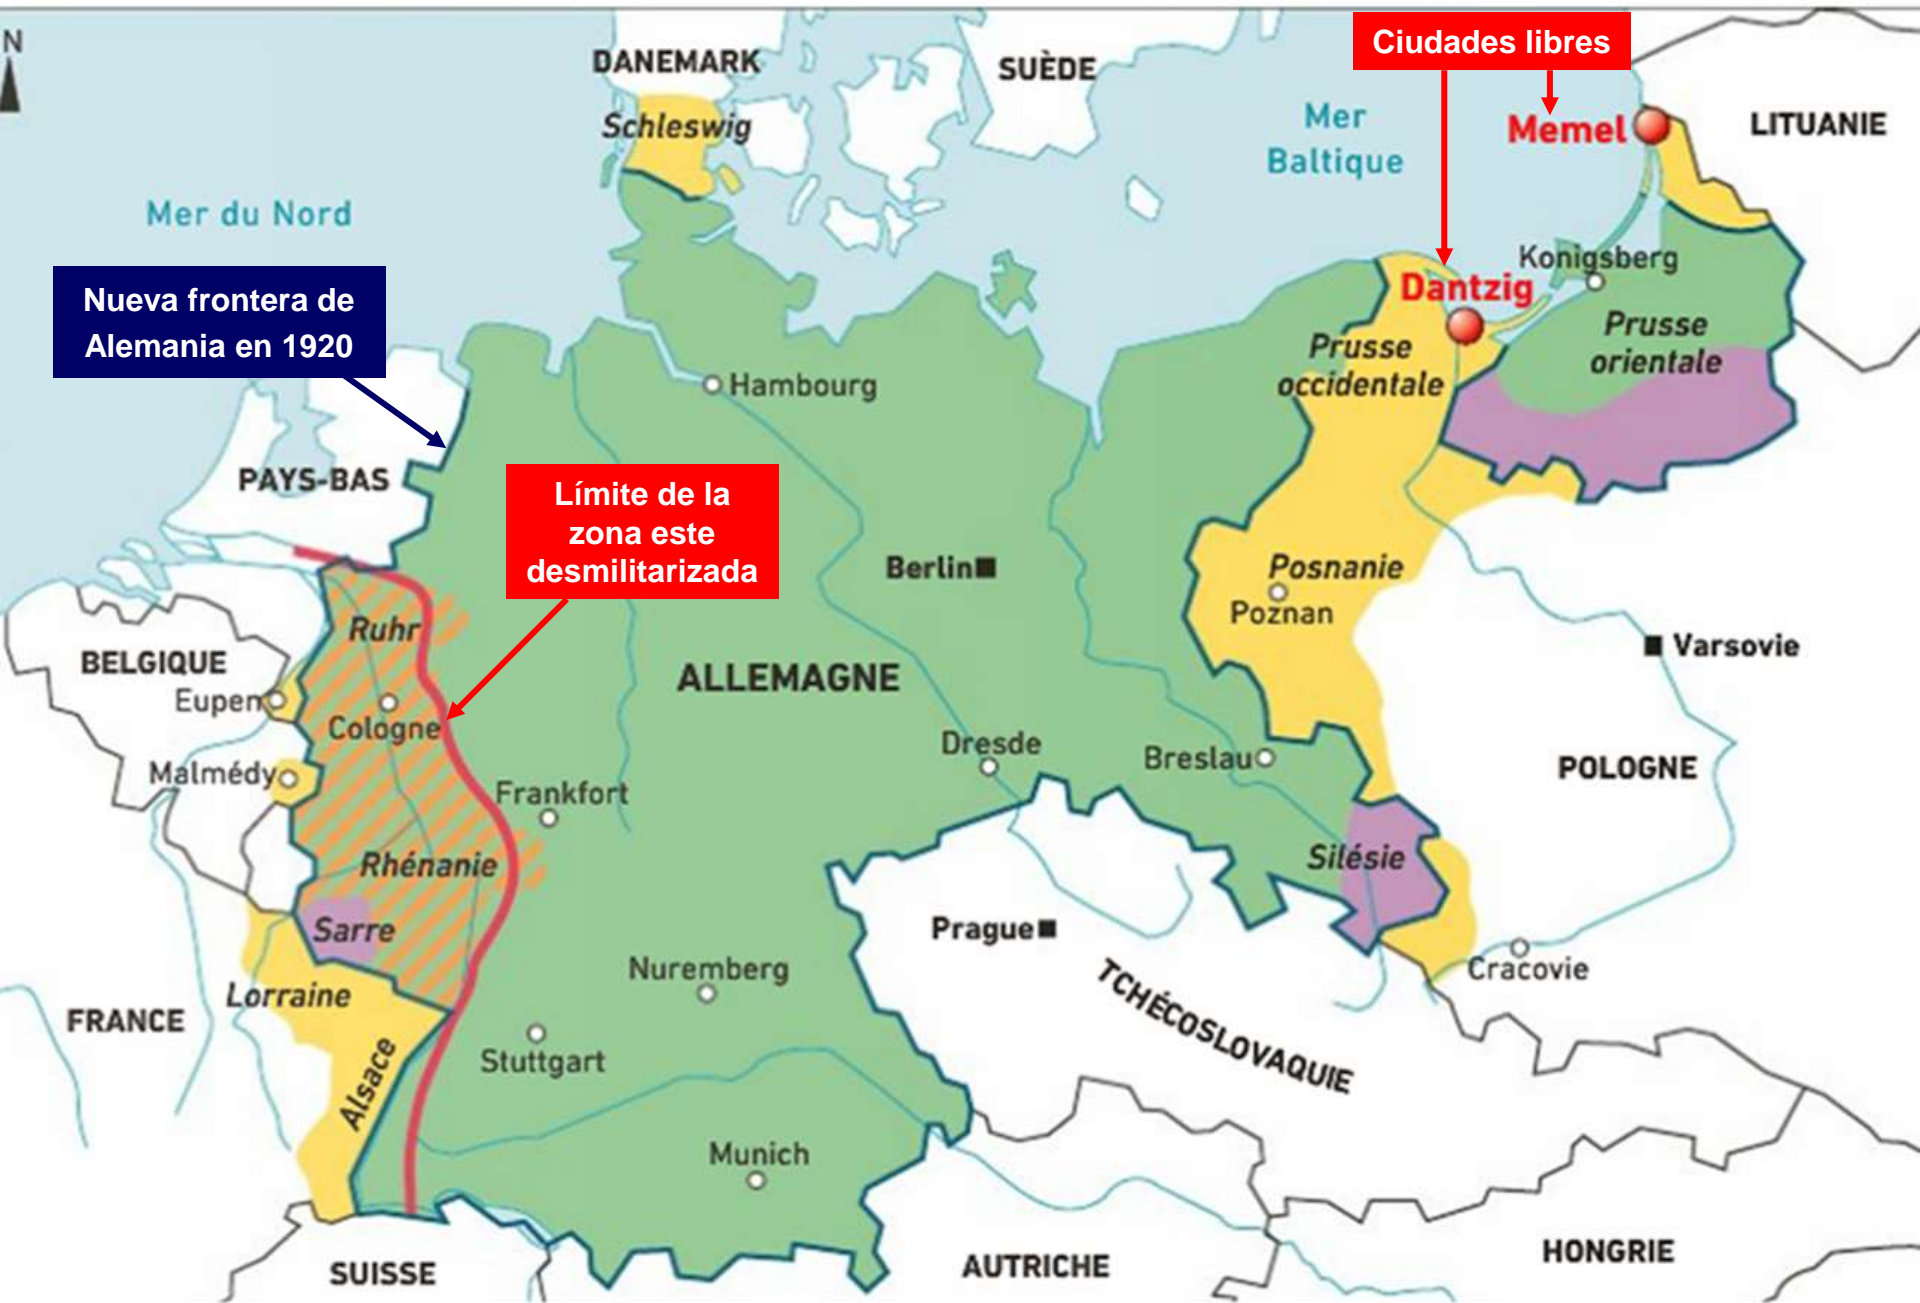 N
DANEMARK
SUÈDE
Ciudades libres
Schleswig
Mer
Baltique
Memel
LITUANIE
Mer du Nord
Konigsberg
Dantzig
Nueva frontera de
Alemania en 1920
Prusse
orientale
Prusse
occidentale
Hambourg
PAYS-BAS
Límite de la
zona este
desmilitarizada
Berlin
Posnanie
Poznan
Ruhr
Varsovie
BELGIQUE
ALLEMAGNE
Eupen
Cologne
Dresde
Breslau
POLOGNE
Malmédy
Frankfort
Rhénanie
Silésie
Sarre
Prague
Nuremberg
Cracovie
Lorraine
TCHÉCOSLOVAQUIE
FRANCE
Alsace
Stuttgart
Munich
SUISSE
AUTRICHE
HONGRIE